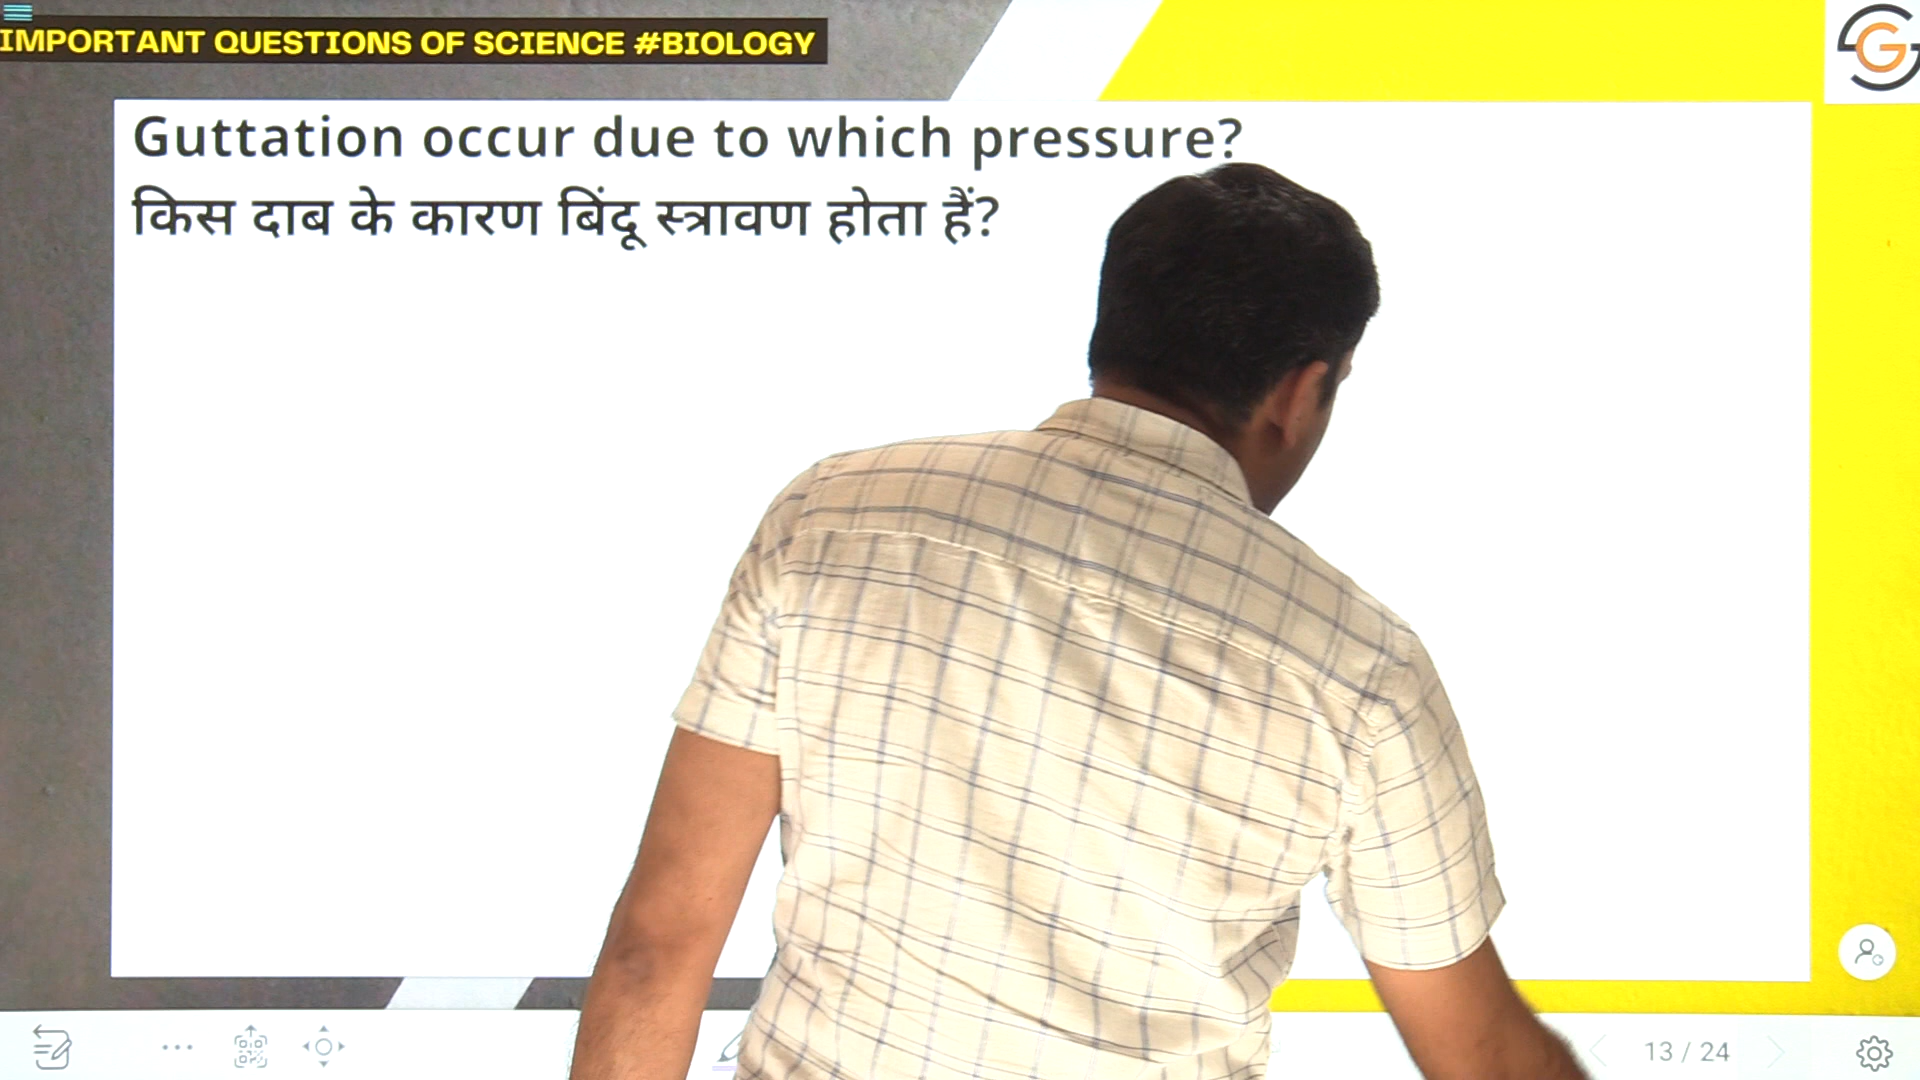 IMPORTANT QUESTIONS OF SCIENCE #BIOLOGY
Guttation occur due to which pressure?
किस दाब के कारण बिंदू स्त्रावण होता हैं?
13 / 24